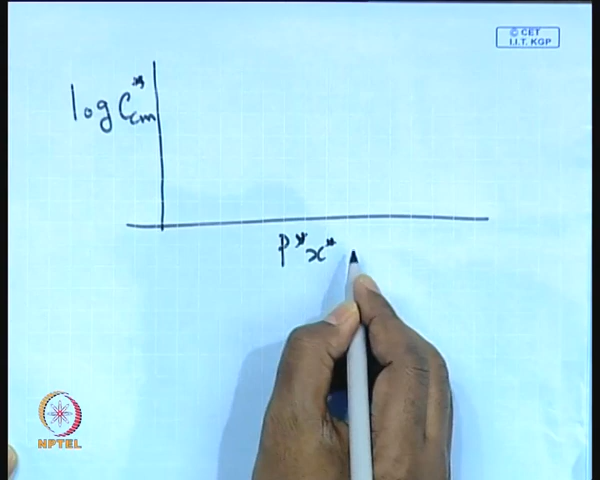 © CET
I.I.T. KGP
log C*cm
P* x*
NPTEL